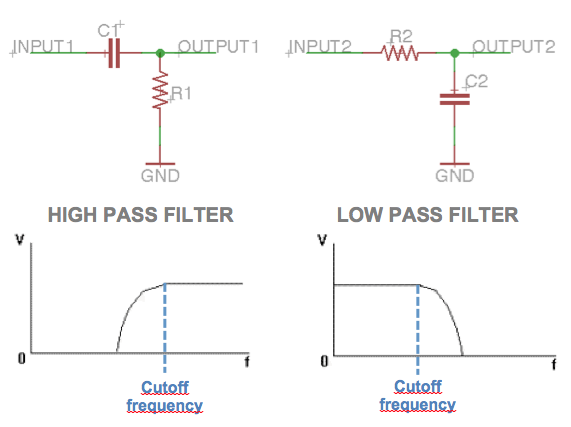 C1
INPUT1
OUTPUT1
R1
GND
HIGH PASS FILTER
V
0
f
Cutoff
frequency
R2
INPUT2
OUTPUT2
C2
GND
LOW PASS FILTER
V
0
f
Cutoff
frequency